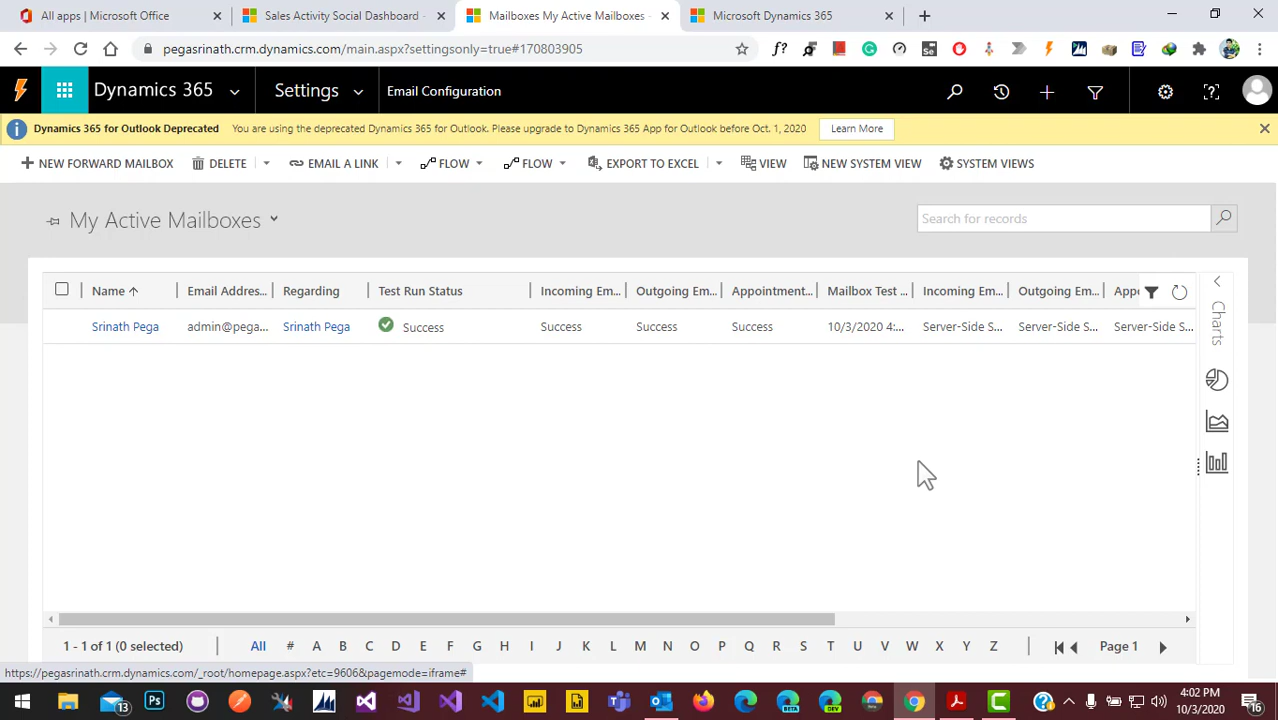 All apps | Microsoft Office
Sales Activity Social Dashboard -
Mailboxes My Active Mailboxes -
Microsoft Dynamics 365
pegasrinath.crm.dynamics.com/main.aspx?settingsonly=true#170803905
Dynamics 365
Settings
Email Configuration
Dynamics 365 for Outlook Deprecated You are using the deprecated Dynamics 365 for Outlook. Please upgrade to Dynamics 365 App for Outlook before Oct. 1, 2020 Learn More
NEW FORWARD MAILBOX DELETE EMAIL A LINK FLOW FLOW EXPORT TO EXCEL VIEW NEW SYSTEM VIEW SYSTEM VIEWS
My Active Mailboxes
Search for records
Name Email Addres... Regarding Test Run Status Incoming Em... Outgoing Em... Appointment... Mailbox Test ... Incoming Em... Outgoing Em... Appo
Srinath Pega admin@pega... Srinath Pega Success Success Success Success 10/3/2020 4:... Server-Side S... Server-Side S... Server-Side S...
Charts
1 - 1 of 1 (0 selected) All # A B C D E F G H I J K L M N O P Q R S T U V W X Y Z Page 1
https://pegasrinath.crm.dynamics.com/_root/homepage.aspx?etc=9606&pagemode=iframe#
13
Ps
BETA
DEV
4:02 PM
10/3/2020
16